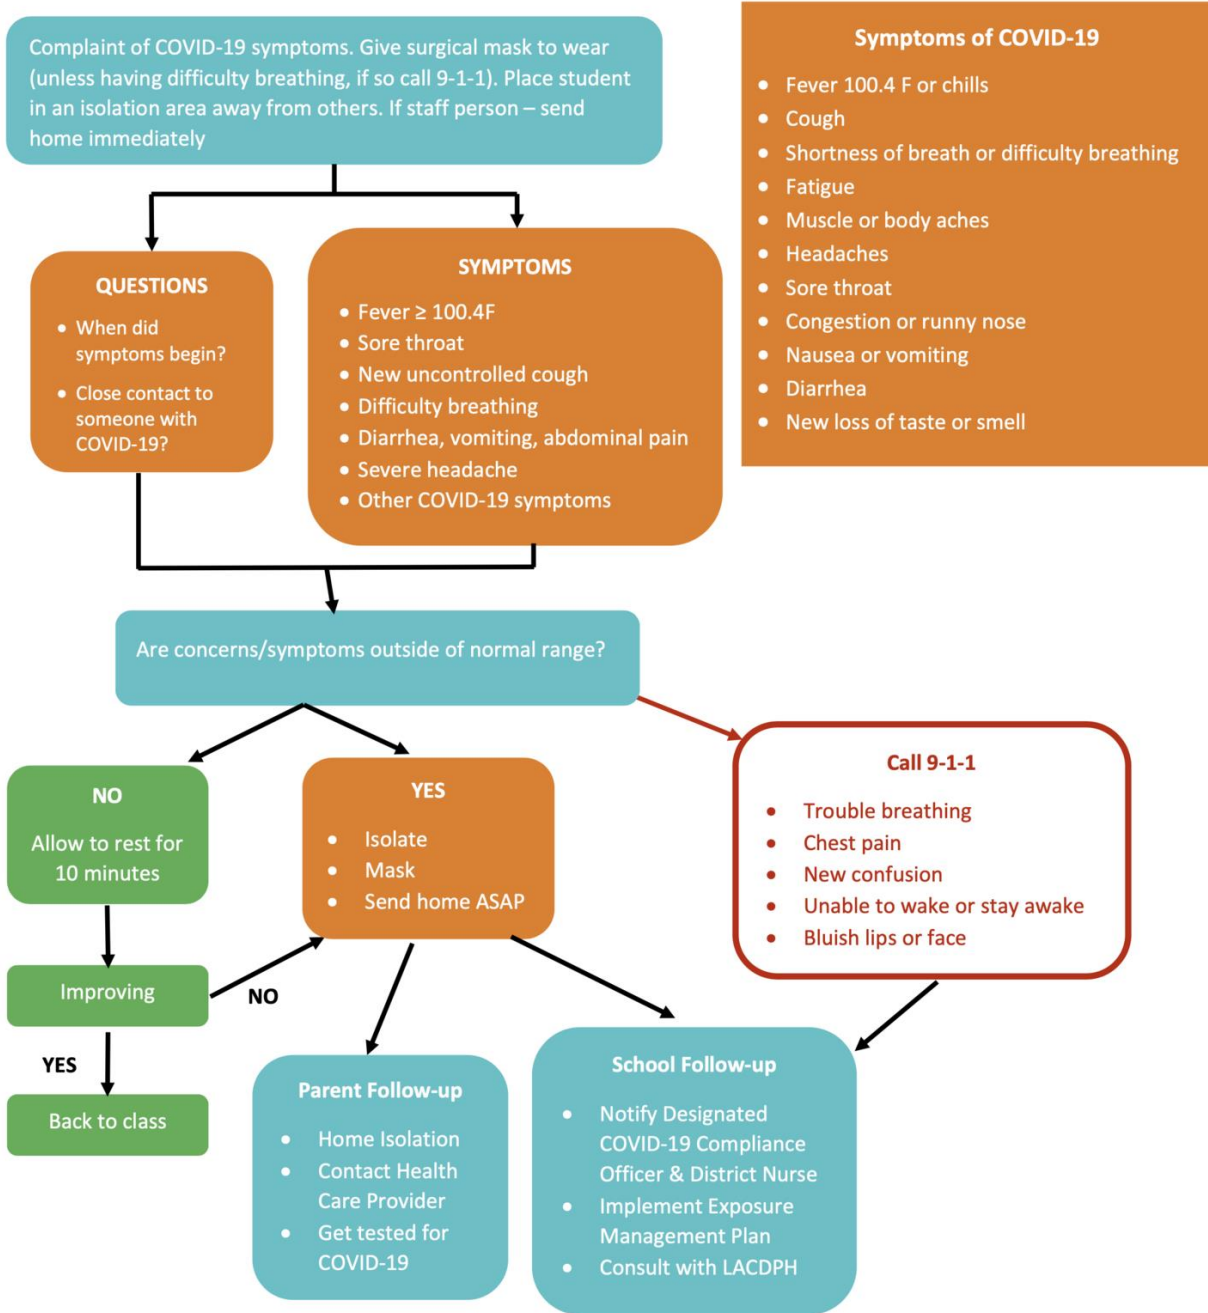 Complaint of COVID-19 symptoms. Give surgical mask to wear
(unless having difficulty breathing, if so call 9-1-1). Place student
in an isolation area away from others. If staff person – send
home immediately
Symptoms of COVID-19
• Fever 100.4 F or chills
• Cough
• Shortness of breath or difficulty breathing
• Fatigue
• Muscle or body aches
• Headaches
• Sore throat
• Congestion or runny nose
• Nausea or vomiting
• Diarrhea
• New loss of taste or smell
QUESTIONS
• When did
symptoms begin?
• Close contact to
someone with
COVID-19?
SYMPTOMS
• Fever ≥ 100.4F
• Sore throat
• New uncontrolled cough
• Difficulty breathing
• Diarrhea, vomiting, abdominal pain
• Severe headache
• Other COVID-19 symptoms
Are concerns/symptoms outside of normal range?
NO
Allow to rest for
10 minutes
YES
• Isolate
• Mask
• Send home ASAP
Call 9-1-1
• Trouble breathing
• Chest pain
• New confusion
• Unable to wake or stay awake
• Bluish lips or face
Improving
NO
YES
Back to class
Parent Follow-up
• Home Isolation
• Contact Health
Care Provider
• Get tested for
COVID-19
School Follow-up
• Notify Designated
COVID-19 Compliance
Officer & District Nurse
• Implement Exposure
Management Plan
• Consult with LACDPH